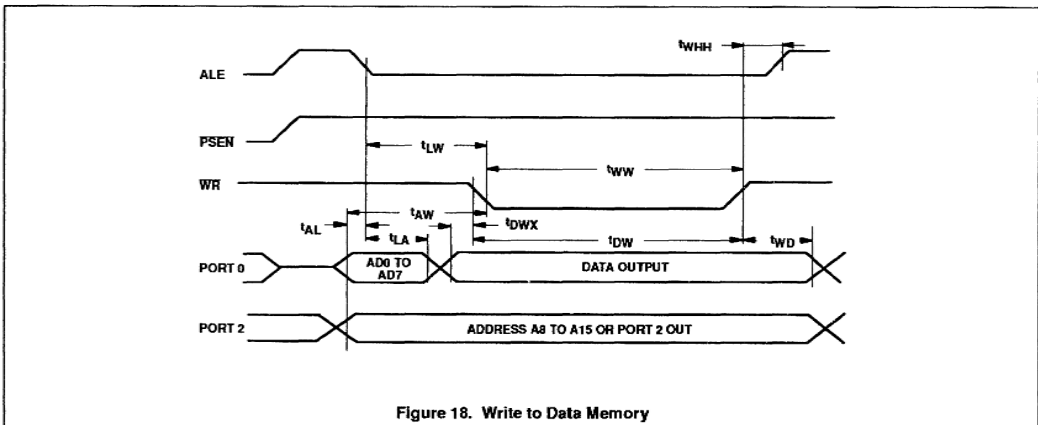 tWHH
ALE
PSEN
tLW
tWW
WR
tAW
tAL
tDWX
tLA
tDW
tWD
PORT 0
AD0 TO
AD7
DATA OUTPUT
PORT 2
ADDRESS A8 TO A15 OR PORT 2 OUT
Figure 18. Write to Data Memory